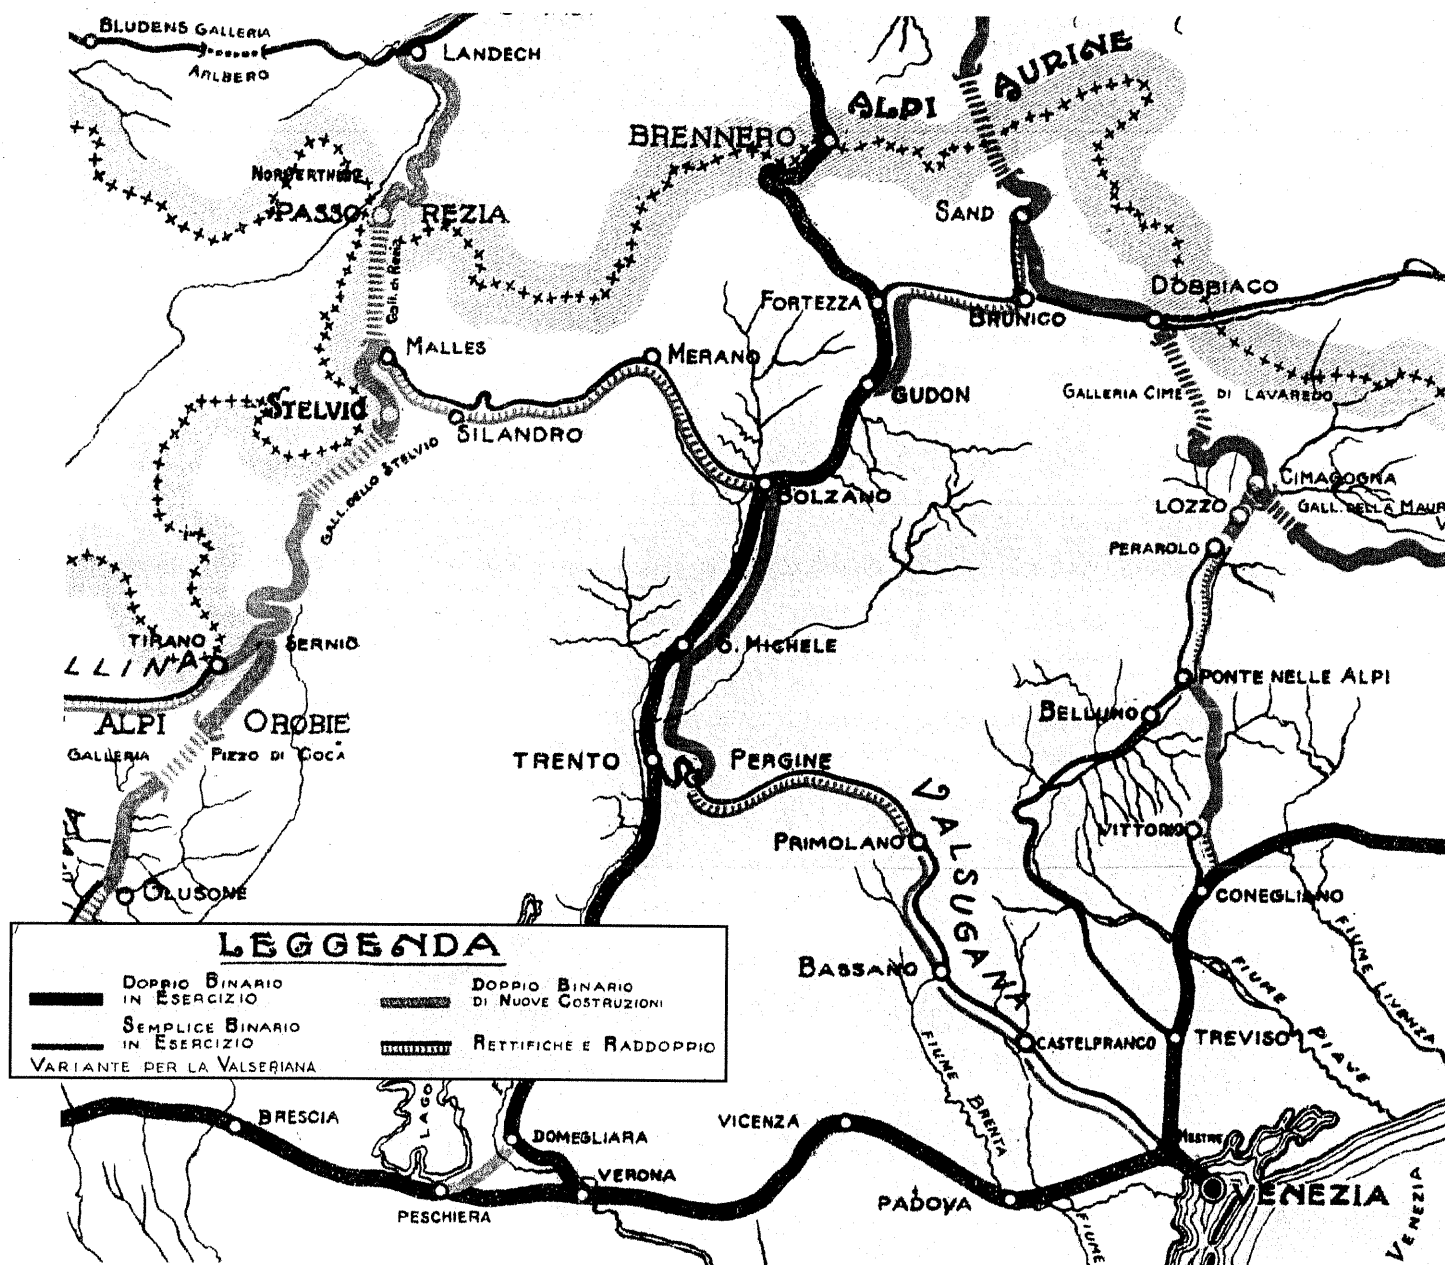 BLUDENS GALLERIA
ARLBERO
LANDECH
ALPI AURINE
BRENNERO
PASSO REZIA
SAND
Gall. di Rezia
MALLES
MERANO
FORTEZZA
BRUNICO
DOBBIACO
STELVIO
SILANDRO
GUDON
GALLERIA CIME DI LAVAREDO
GALL. DELLO STELVIO
BOLZANO
CIMAGOGNA
LOZZO
GALL. DELLA MAUR
PERAROLO
TIRANO
SERNIO
LLINA
S. MICHELE
PONTE NELLE ALPI
BELLUNO
ALPI OROBIE
GALLERIA PIZZO DI COCA
TRENTO
PERGINE
VALSUGANA
PRIMOLANO
VITTORIO
CLUSONE
CONEGLIANO
FIUME LIVENZA
BASSANO
FIUME PIAVE
CASTELFRANCO
TREVISO
FIUME BRENTA
LEGGENDA
DOPPIO BINARIO
IN ESERCIZIO
DOPPIO BINARIO
DI NUOVE COSTRUZIONI
SEMPLICE BINARIO
IN ESERCIZIO
RETTIFICHE E RADDOPPIO
VARIANTE PER LA VALSERIANA
LAGO
BRESCIA
DOMEGLIARA
VICENZA
MESTRE
VERONA
PESCHIERA
PADOVA
VENEZIA
FIUME
VENEZIA